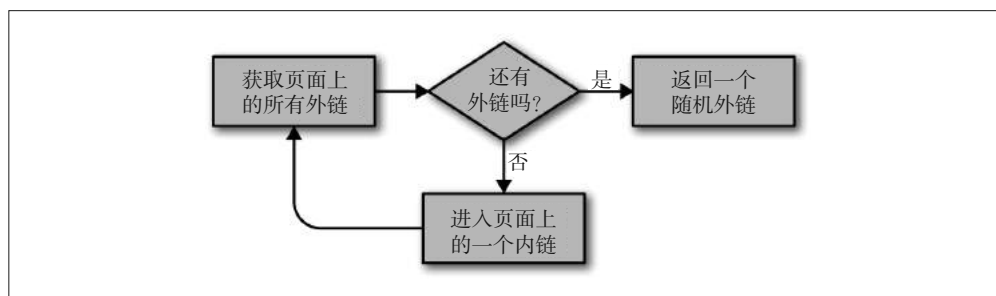 获取页面上
的所有外链
还有
外链吗？
是
返回一个
随机外链
否
进入页面上
的一个内链